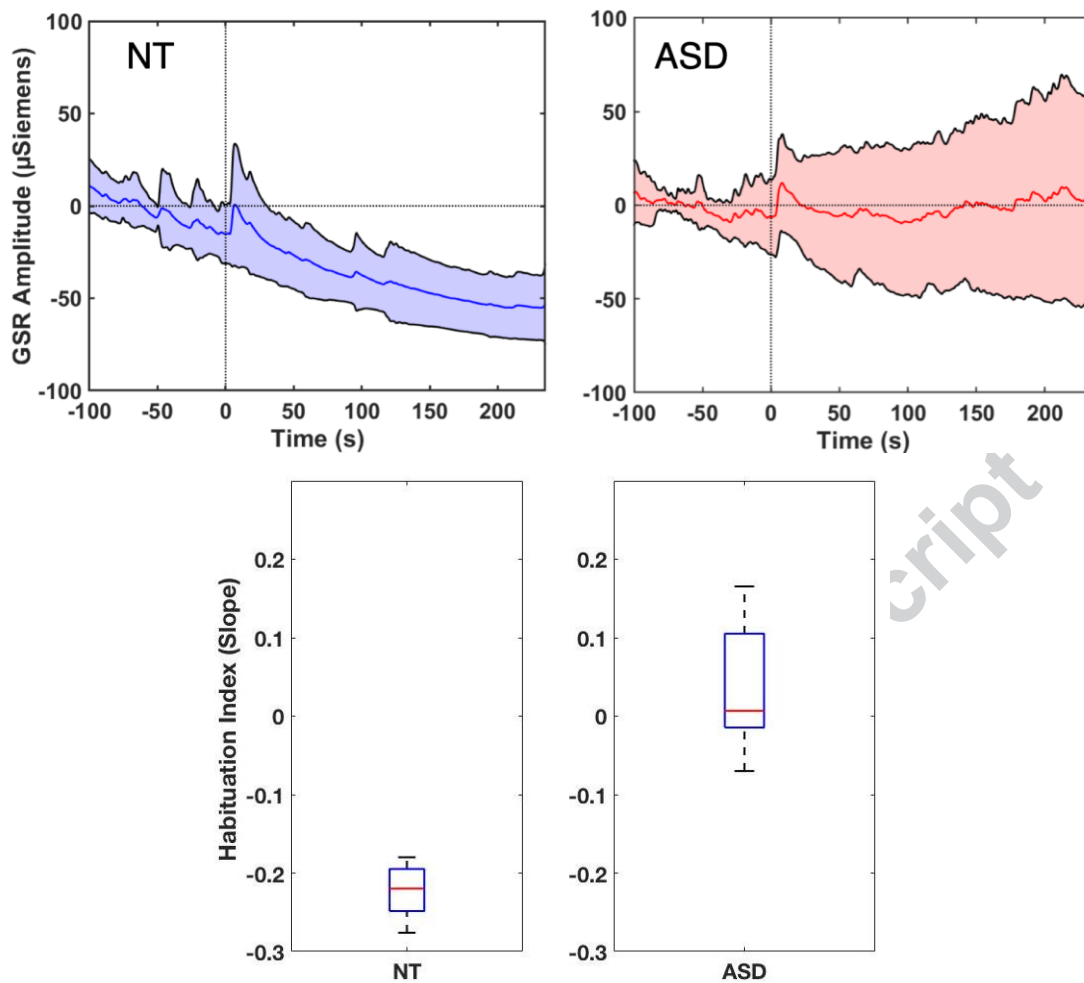 NT
100
50
0
-50
-100
GSR Amplitude (µSiemens)
-100 -50 0 50 100 150 200
Time (s)
ASD
100
50
0
-50
-100
-100 -50 0 50 100 150 200
Time (s)
cript
Habituation Index (Slope)
0.2
0.1
0
-0.1
-0.2
-0.3
NT
0.2
0.1
0
-0.1
-0.2
-0.3
ASD